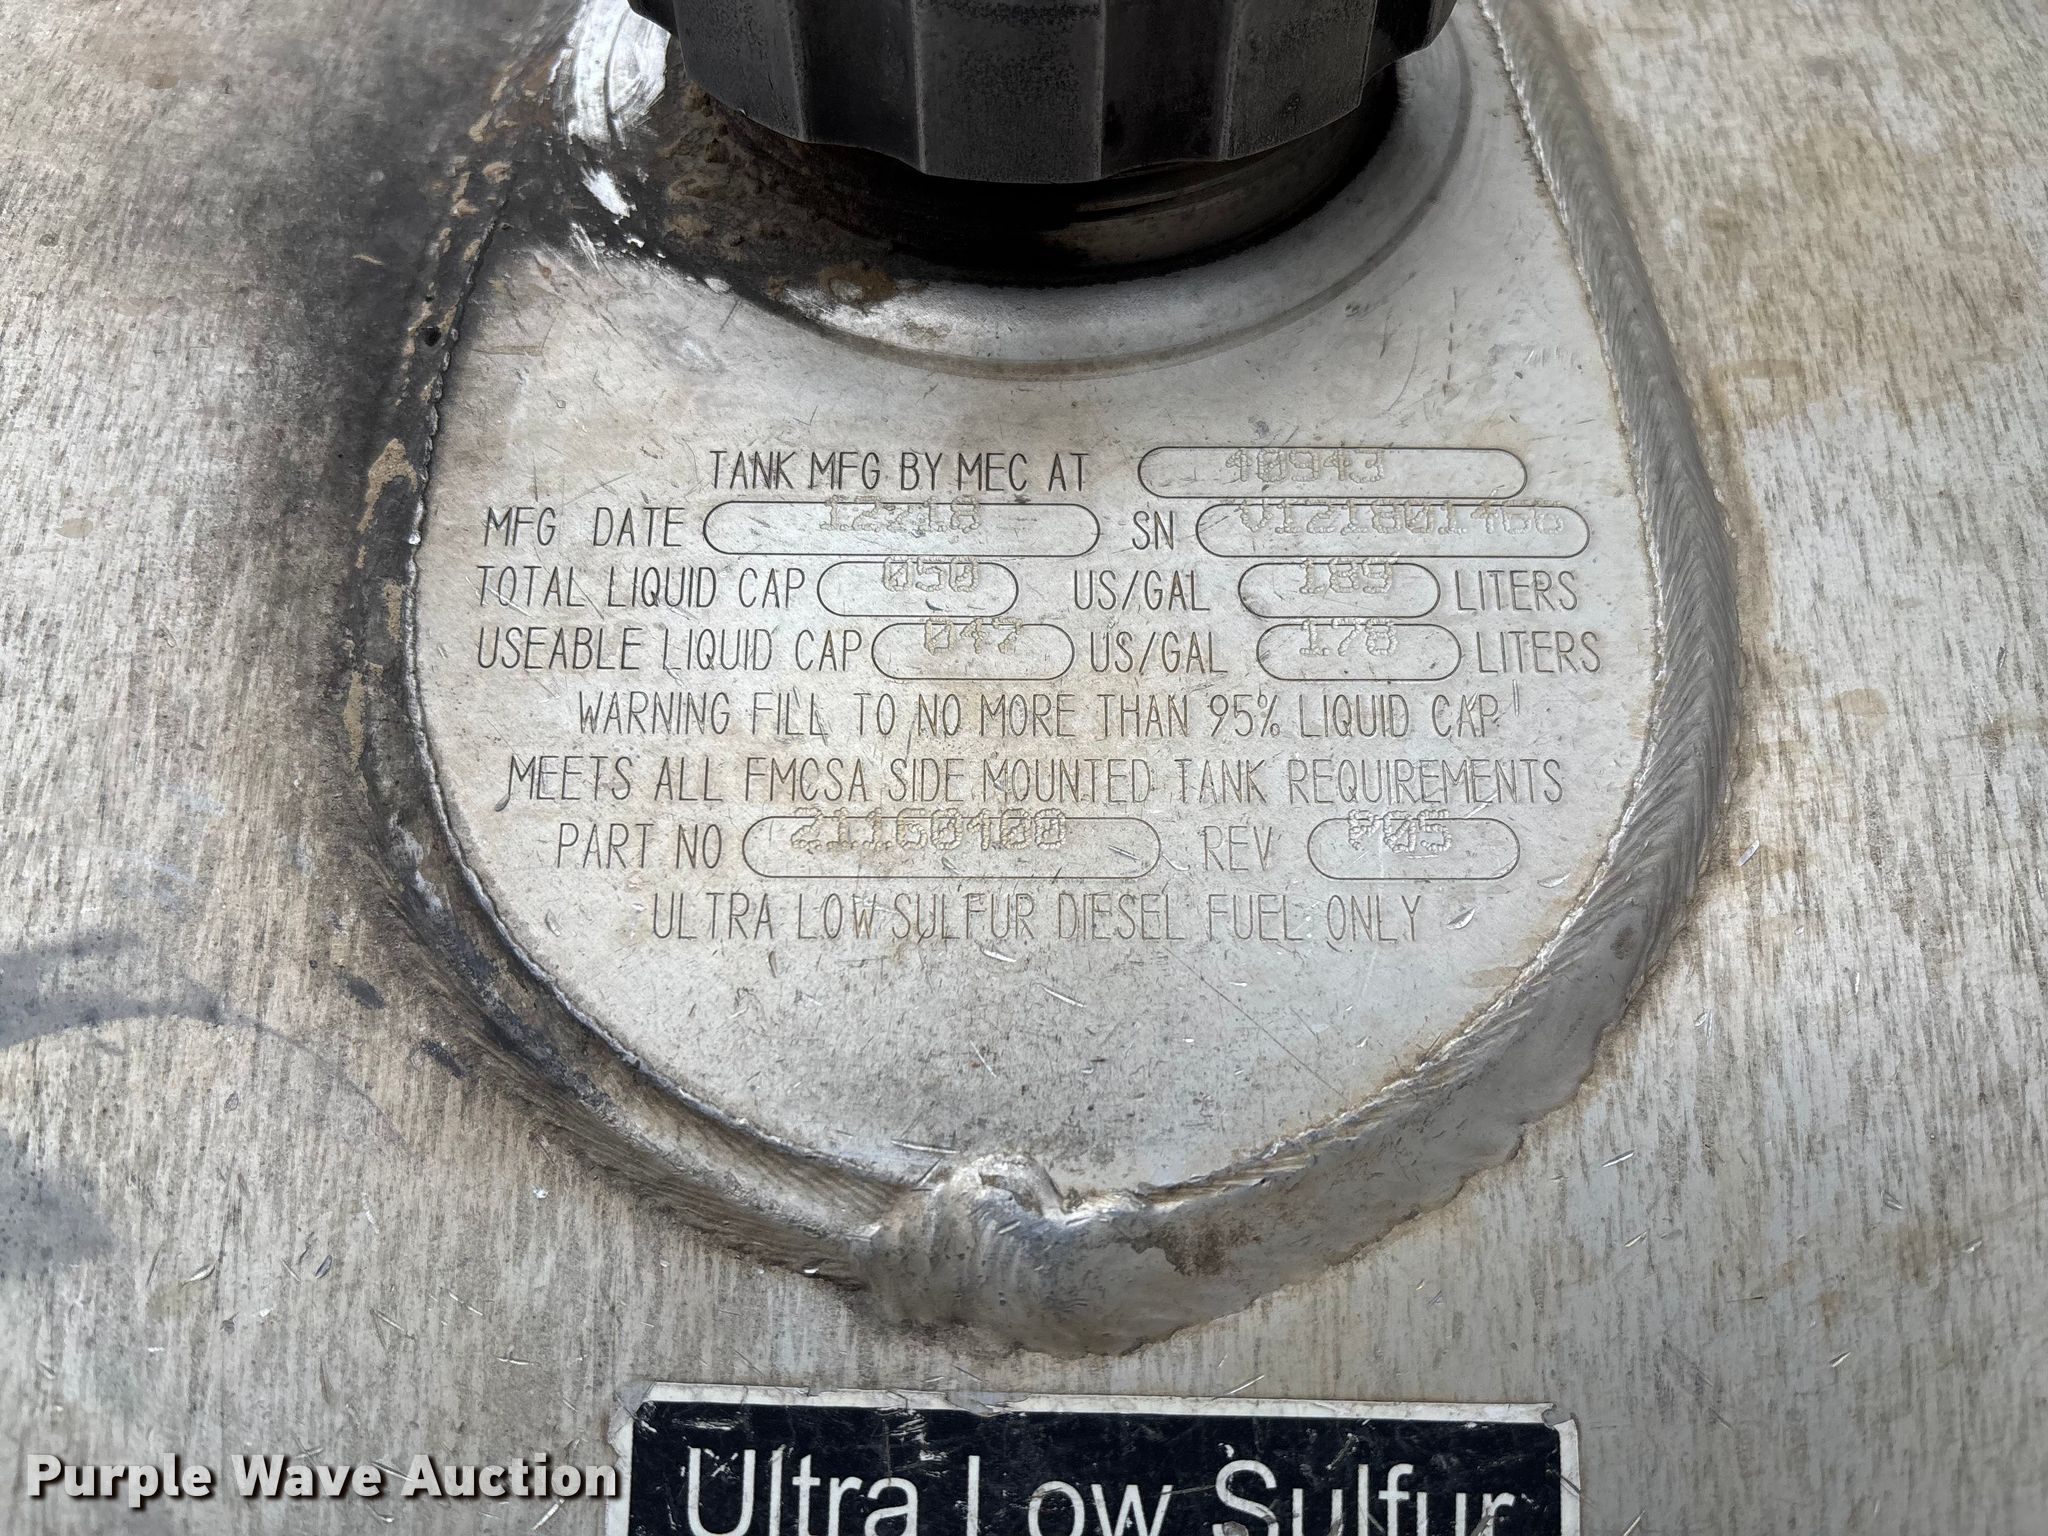 TANK MFG BY MEC AT 40943
MFG DATE 12218 SN V121801466
TOTAL LIQUID CAP 050 US/GAL 189 LITERS
USEABLE LIQUID CAP 047 US/GAL 178 LITERS
WARNING FILL TO NO MORE THAN 95% LIQUID CAP
MEETS ALL FMCSA SIDE MOUNTED TANK REQUIREMENTS
PART NO 21160400 REV P05
ULTRA LOW SULFUR DIESEL FUEL ONLY
Ultra Low Sulfur
Purple Wave Auction